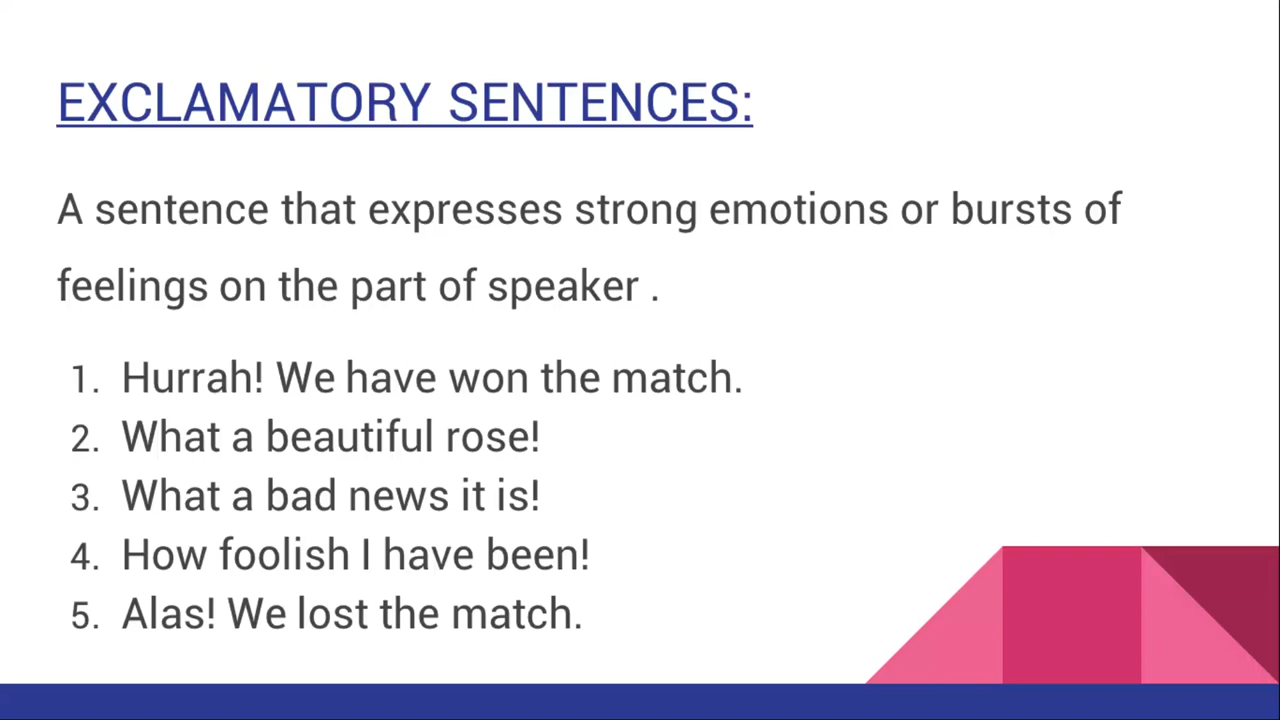 EXCLAMATORY SENTENCES:
A sentence that expresses strong emotions or bursts of
feelings on the part of speaker .
1. Hurrah! We have won the match.
2. What a beautiful rose!
3. What a bad news it is!
4. How foolish I have been!
5. Alas! We lost the match.